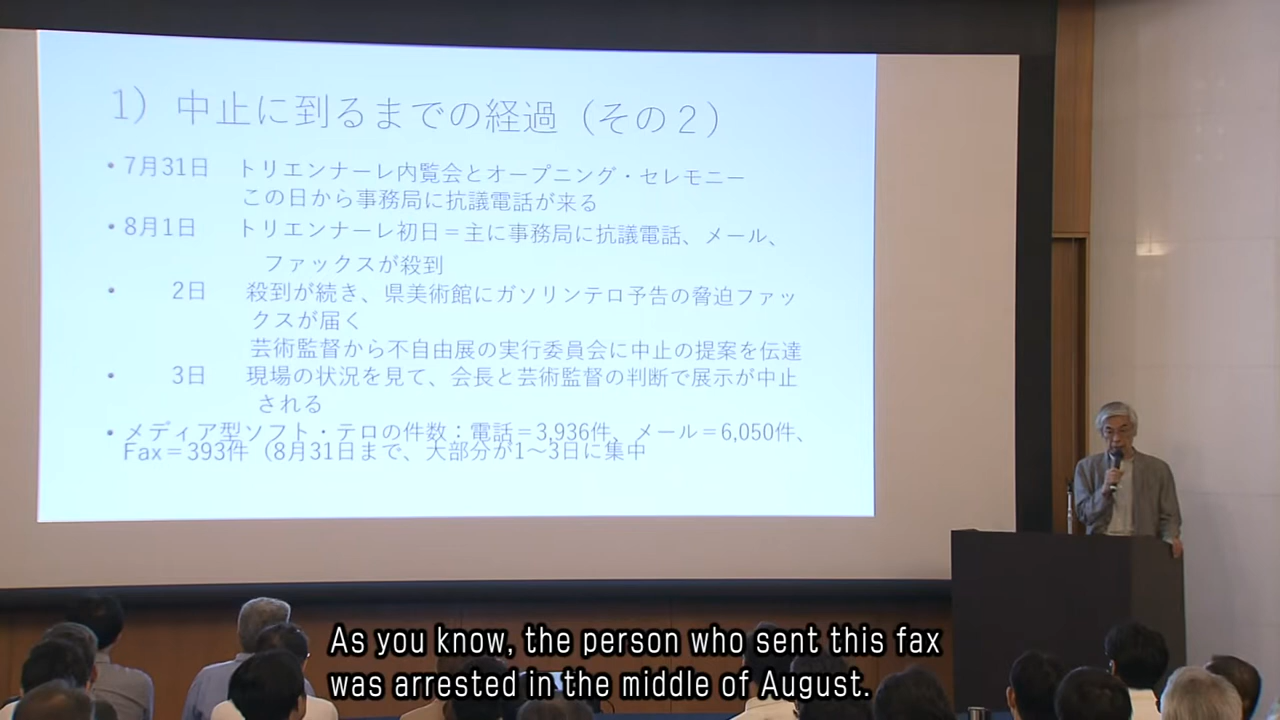 1）中止に到るまでの経過（その２）
• 7月31日 トリエンナーレ内覧会とオープニング・セレモニー
この日から事務局に抗議電話が来る
• 8月1日 トリエンナーレ初日＝主に事務局に抗議電話、メール、
ファックスが殺到
• 2日 殺到が続き、県美術館にガソリンテロ予告の脅迫ファッ
クスが届く
芸術監督から不自由展の実行委員会に中止の提案を伝達
• 3日 現場の状況を見て、会長と芸術監督の判断で展示が中止
される
• メディア型ソフト・テロの件数：電話＝3,936件、メール＝6,050件、
Fax＝393件（8月31日まで、大部分が1～3日に集中
As you know, the person who sent this fax
was arrested in the middle of August.